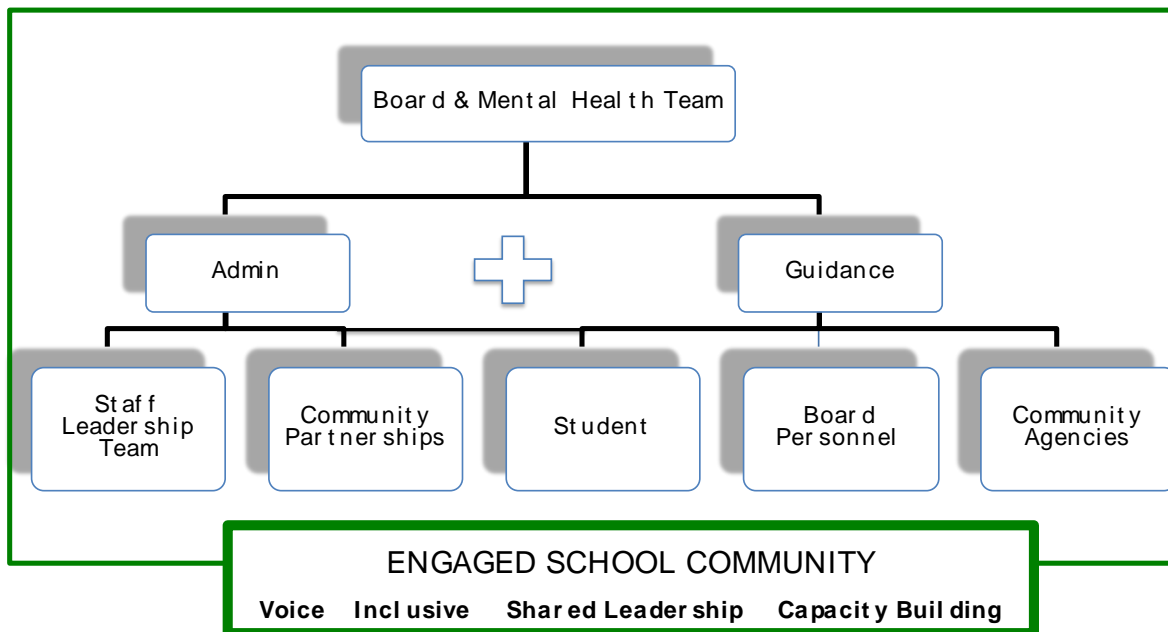 Board & Mental Health Team
Admin
Guidance
Staff
Leadership
Team
Community
Partnerships
Student
Board
Personnel
Community
Agencies
ENGAGED SCHOOL COMMUNITY
Voice Inclusive Shared Leadership Capacity Building